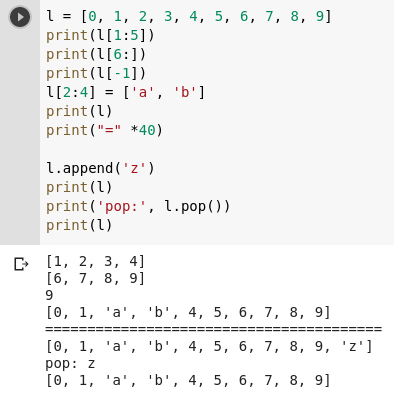 l = [0, 1, 2, 3, 4, 5, 6, 7, 8, 9]
print(l[1:5])
print(l[6:])
print(l[-1])
l[2:4] = ['a', 'b']
print(l)
print("=" *40)
l.append('z')
print(l)
print('pop:', l.pop())
print(l)
[1, 2, 3, 4]
[6, 7, 8, 9]
9
[0, 1, 'a', 'b', 4, 5, 6, 7, 8, 9]
========================================
[0, 1, 'a', 'b', 4, 5, 6, 7, 8, 9, 'z']
pop: z
[0, 1, 'a', 'b', 4, 5, 6, 7, 8, 9]